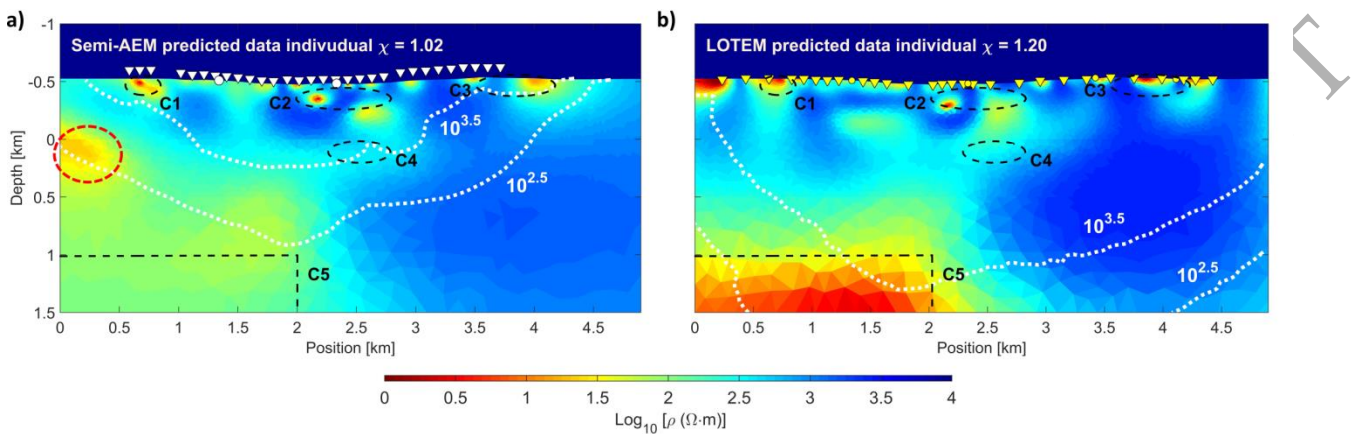 a)
Semi-AEM predicted data indivudual χ = 1.02
-1
-0.5
0
0.5
1
1.5
Depth [km]
C1
C2
C3
C4
C5
10^3.5
10^2.5
0 0.5 1 1.5 2 2.5 3 3.5 4 4.5
Position [km]
b)
LOTEM predicted data individual χ = 1.20
C1
C2
C3
C4
C5
10^3.5
10^2.5
0 0.5 1 1.5 2 2.5 3 3.5 4 4.5
Position [km]
0 0.5 1 1.5 2 2.5 3 3.5 4
Log10 [ρ (Ω·m)]